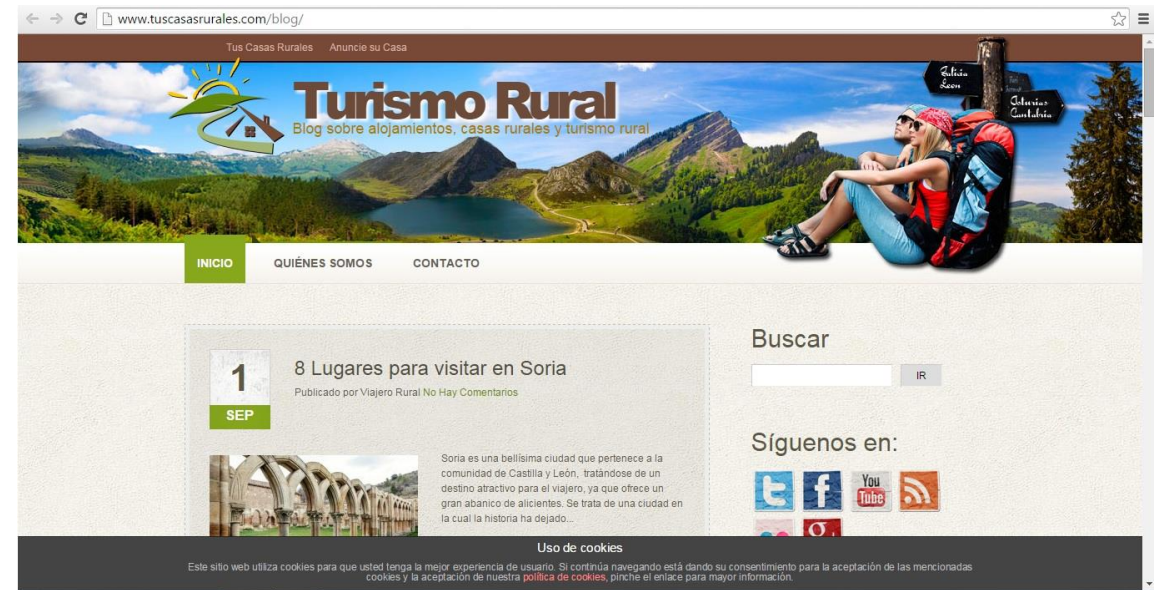 www.tuscasasrurales.com/blog/
Tus Casas Rurales Anuncie su Casa
Turismo Rural
Blog sobre alojamientos, casas rurales y turismo rural
Galicia
Leon
Asturias
Cantabria
INICIO QUIÉNES SOMOS CONTACTO
1
SEP
8 Lugares para visitar en Soria
Publicado por Viajero Rural No Hay Comentarios
Soria es una bellísima ciudad que pertenece a la
comunidad de Castilla y León, tratándose de un
destino atractivo para el viajero, ya que ofrece un
gran abanico de alicientes. Se trata de una ciudad en
la cual la historia ha dejado...
Buscar
IR
Síguenos en:
You
Tube
Uso de cookies
Este sitio web utiliza cookies para que usted tenga la mejor experiencia de usuario. Si continúa navegando está dando su consentimiento para la aceptación de las mencionadas
cookies y la aceptación de nuestra política de cookies, pinche el enlace para mayor información.